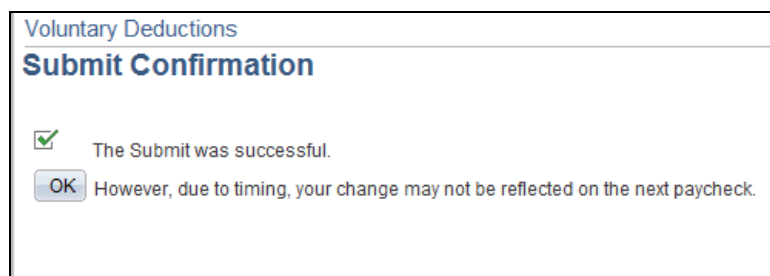 Voluntary Deductions
Submit Confirmation
The Submit was successful.
OK However, due to timing, your change may not be reflected on the next paycheck.